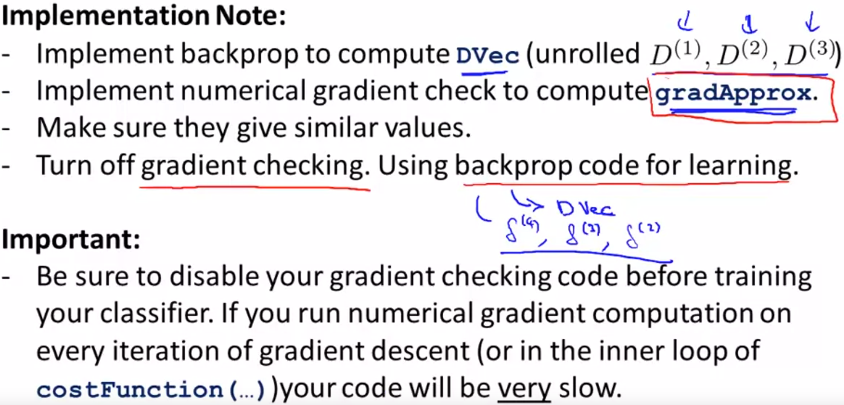 Implementation Note:
- Implement backprop to compute DVec (unrolled D^(1), D^(2), D^(3))
- Implement numerical gradient check to compute gradApprox.
- Make sure they give similar values.
- Turn off gradient checking. Using backprop code for learning.
DVec
δ^(4), δ^(3), δ^(2)
Important:
- Be sure to disable your gradient checking code before training
your classifier. If you run numerical gradient computation on
every iteration of gradient descent (or in the inner loop of
costFunction(…))your code will be very slow.